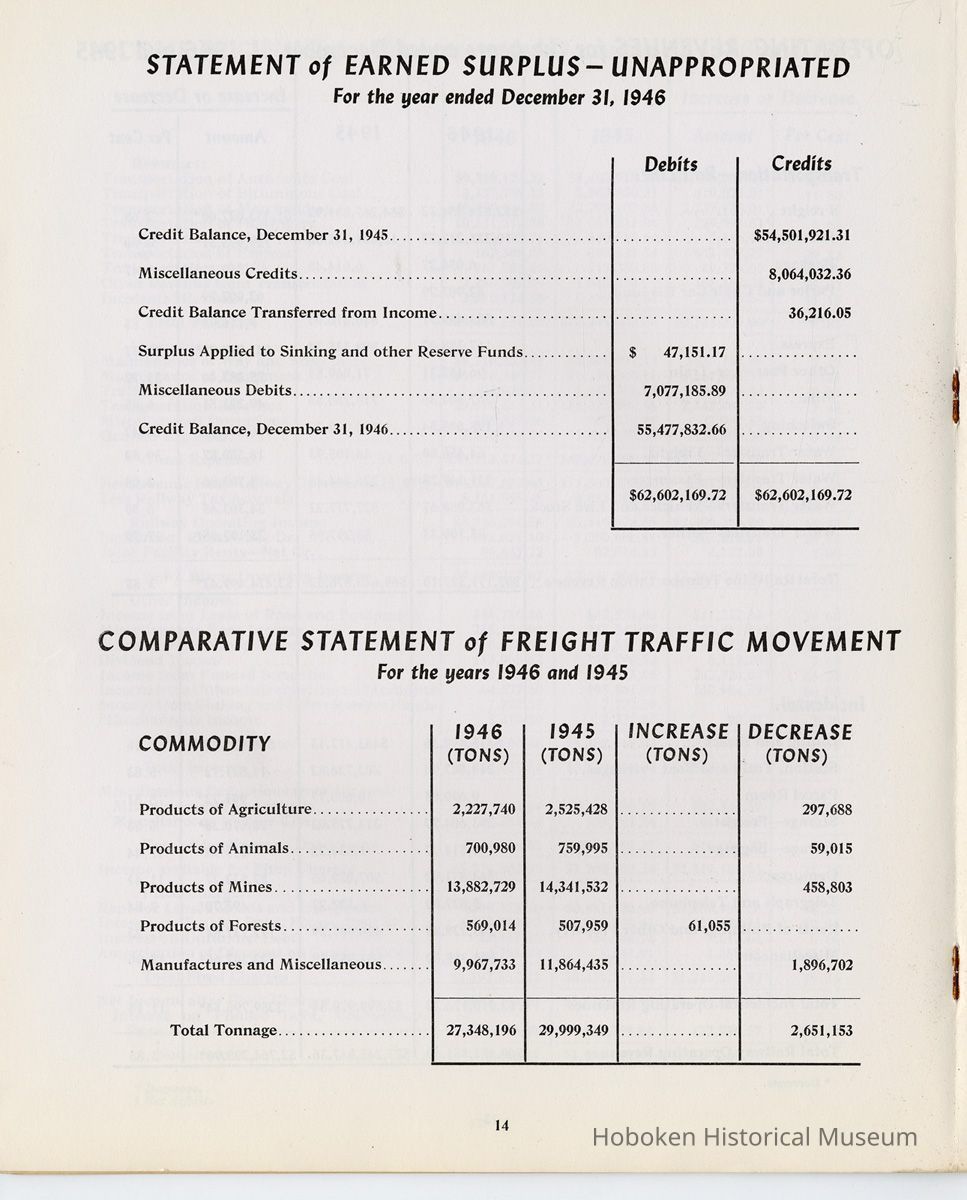 STATEMENT of EARNED SURPLUS – UNAPPROPRIATED
For the year ended December 31, 1946
Debits Credits
Credit Balance, December 31, 1945 $54,501,921.31
Miscellaneous Credits 8,064,032.36
Credit Balance Transferred from Income 36,216.05
Surplus Applied to Sinking and other Reserve Funds $ 47,151.17
Miscellaneous Debits 7,077,185.89
Credit Balance, December 31, 1946 55,477,832.66
$62,602,169.72 $62,602,169.72
COMPARATIVE STATEMENT of FREIGHT TRAFFIC MOVEMENT
For the years 1946 and 1945
COMMODITY 1946 (TONS) 1945 (TONS) INCREASE (TONS) DECREASE (TONS)
Products of Agriculture 2,227,740 2,525,428 297,688
Products of Animals 700,980 759,995 59,015
Products of Mines 13,882,729 14,341,532 458,803
Products of Forests 569,014 507,959 61,055
Manufactures and Miscellaneous 9,967,733 11,864,435 1,896,702
Total Tonnage 27,348,196 29,999,349 2,651,153
14
Hoboken Historical Museum